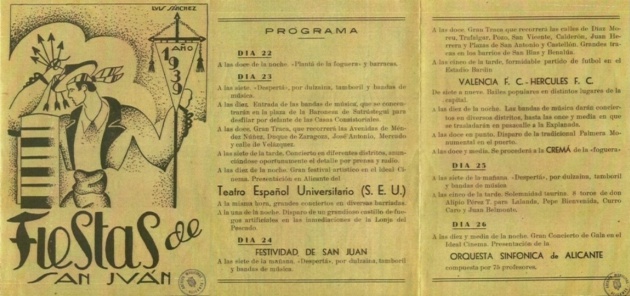 LVIS SÁNCHEZ
AÑO
1939
FieStas de
SAN JVÁN
PROGRAMA
DIA 22
A las doce de la noche. «Plantá de la foguera» y barracas.
DIA 23
A las siete «Despertá», por dulzaina, tamboril y bandas de
música.
A las diez. Entrada de las bandas de música, que se concen-
trarán en la plaza de la Baronesa de Satrústegui para
desfilar por delante de las Casas Consistoriales.
A las doce. Gran Traca, que recorrerá las Avenidas de Mén-
dez Núñez, Duque de Zaragoza, José Antonio, Mercado
y calle de Velázquez.
A las siete de la tarde. Concierto en diferentes distritos, anun-
ciándose oportunamente el detalle por prensa y radio.
A las diez de la noche. Gran festival artístico en el Ideal Ci-
nema. Presentación en Alicante del
Teatro Español Universitario (S. E. U.)
A la misma hora, grandes conciertos en diversas barriadas
A la una de la noche. Disparo de un grandioso castillo de fue-
gos artificiales en las inmediaciones de la Lonja del
Pescado.
DIA 24
FESTIVIDAD DE SAN JUAN
A las siete de la mañana. «Despertá», por dulzaina, tamboril
y bandas de música.
A las doce. Gran Traca que recorrerá las calles de Díaz Mo-
reu, Trafalgar, Pozo, San Vicente, Calderón, Juan He-
rrera y Plazas de San Antonio y Castellón. Grandes tra-
cas en los barrios de San Blas y Benalúa.
A las cinco de la tarde, formidable partido de futbol en el
Estadio Bardin
VALENCIA F. C. - HERCULES F. C.
De siete a nueve. Bailes populares en distintos lugares de la
capital.
A las diez de la noche. Las bandas de música darán concier-
tos en diversos distritos, hasta las once y media en que
se trasladarán en pasacalle a la Explanada.
A las doce en punto. Disparo de la tradicional Palmera Mo-
numental en el puerto.
A las doce y media. Se procederá a la CREMÁ de la «foguera»
DIA 25
A las siete de la mañana «Despertá», por dulzaina, tamboril
y bandas de música
A las cinco de la tarde. Solemnidad taurina. 8 toros de don
Alipio Pérez T. para Lalanda, Pepe Bienvenida, Curro
Caro y Juan Belmonte.
DIA 26
A las diez y media de la noche. Gran Concierto de Gala en el
Ideal Cinema. Presentación de la
ORQUESTA SINFONICA de ALICANTE
compuesta por 75 profesores.